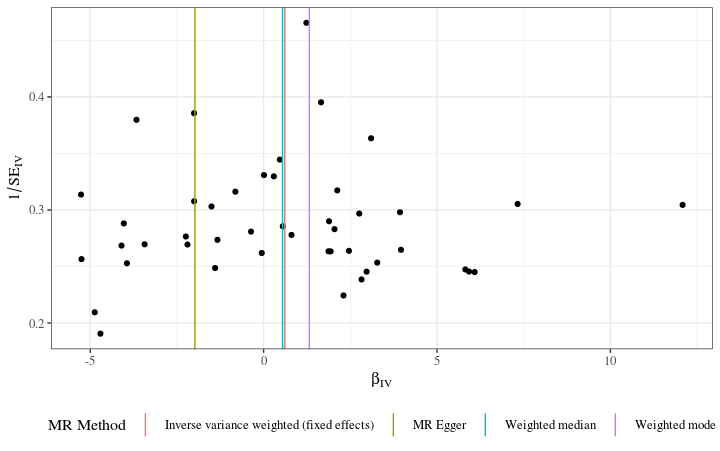 0.4
0.3
0.2
1/SE_IV
-5
0
5
10
β_IV
MR Method
Inverse variance weighted (fixed effects)
MR Egger
Weighted median
Weighted mode